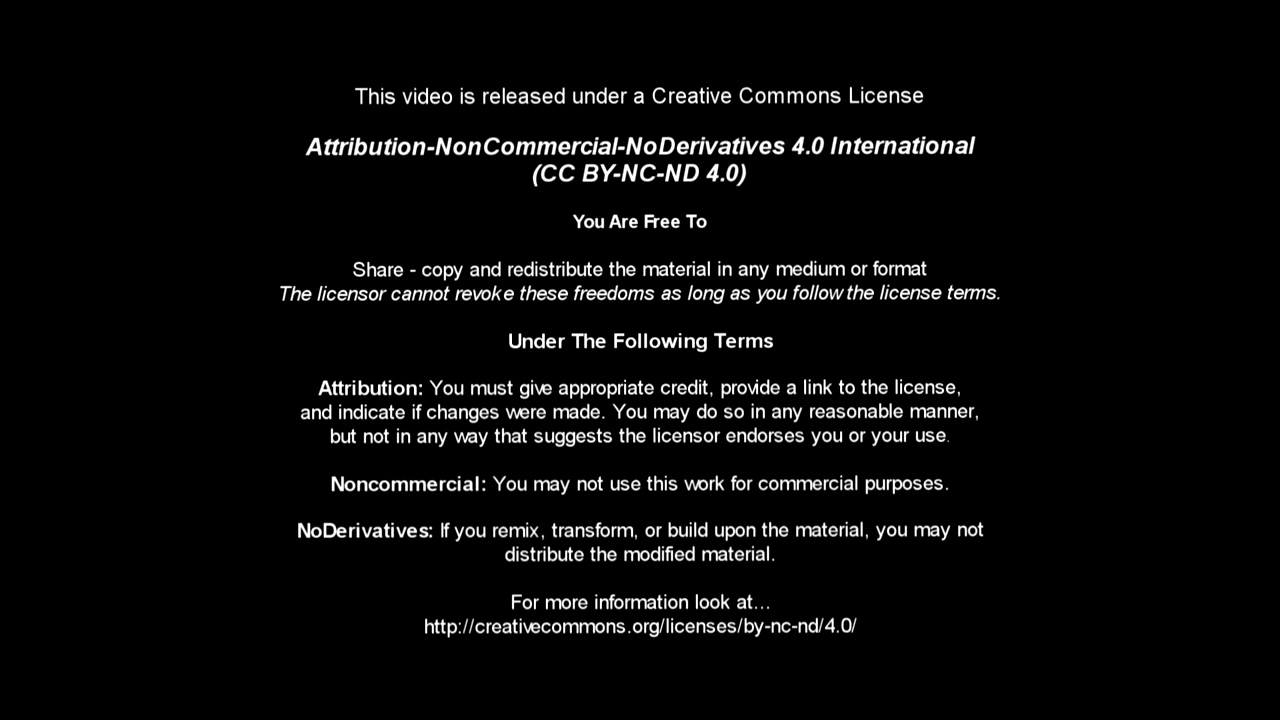 This video is released under a Creative Commons License
Attribution-NonCommercial-NoDerivatives 4.0 International
(CC BY-NC-ND 4.0)
You Are Free To
Share - copy and redistribute the material in any medium or format
The licensor cannot revoke these freedoms as long as you follow the license terms.
Under The Following Terms
Attribution: You must give appropriate credit, provide a link to the license,
and indicate if changes were made. You may do so in any reasonable manner,
but not in any way that suggests the licensor endorses you or your use.
Noncommercial: You may not use this work for commercial purposes.
NoDerivatives: If you remix, transform, or build upon the material, you may not
distribute the modified material.
For more information look at...
http://creativecommons.org/licenses/by-nc-nd/4.0/